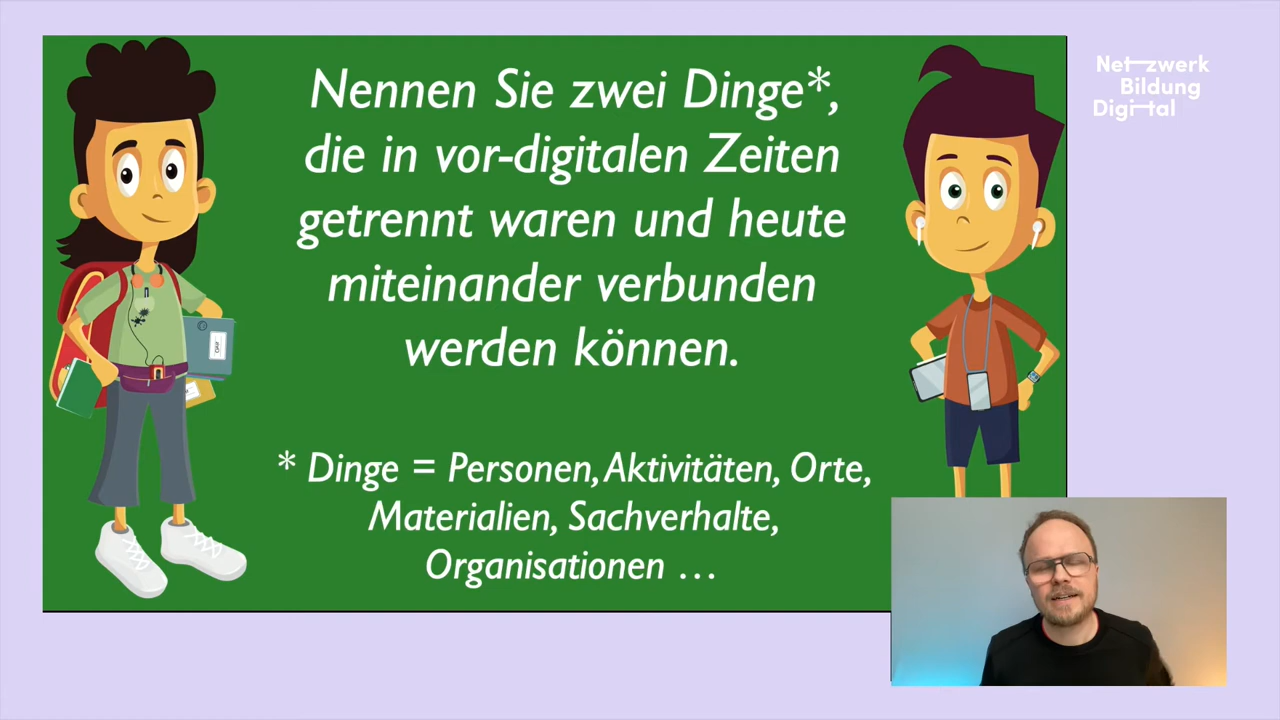 Nennen Sie zwei Dinge*,
die in vor-digitalen Zeiten
getrennt waren und heute
miteinander verbunden
werden können.
* Dinge = Personen, Aktivitäten, Orte,
Materialien, Sachverhalte,
Organisationen ...
Netzwerk
Bildung
Digital